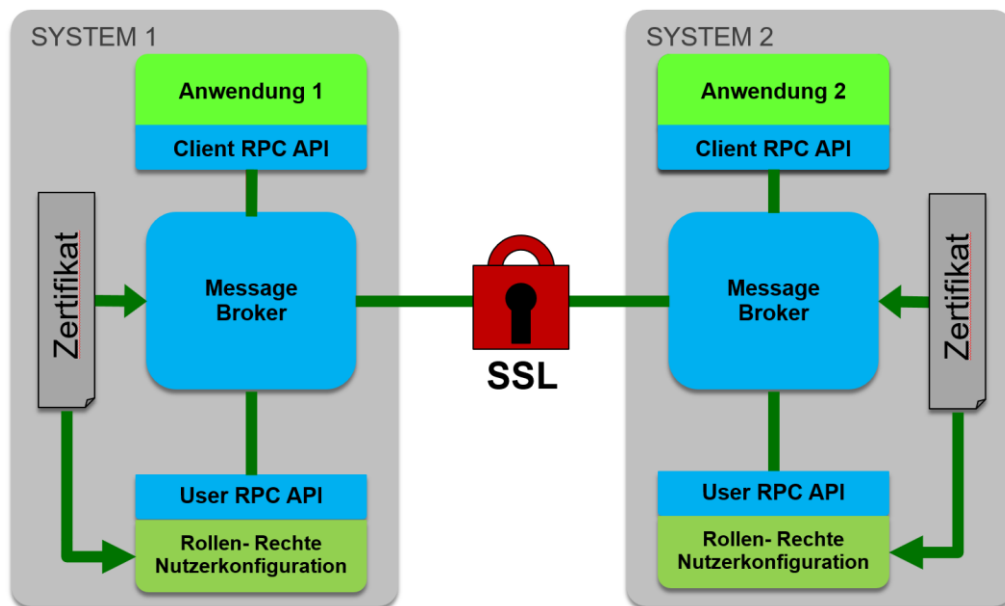 SYSTEM 1
Anwendung 1
Client RPC API
Zertifikat
Message
Broker
User RPC API
Rollen- Rechte
Nutzerkonfiguration
SSL
SYSTEM 2
Anwendung 2
Client RPC API
Message
Broker
Zertifikat
User RPC API
Rollen- Rechte
Nutzerkonfiguration